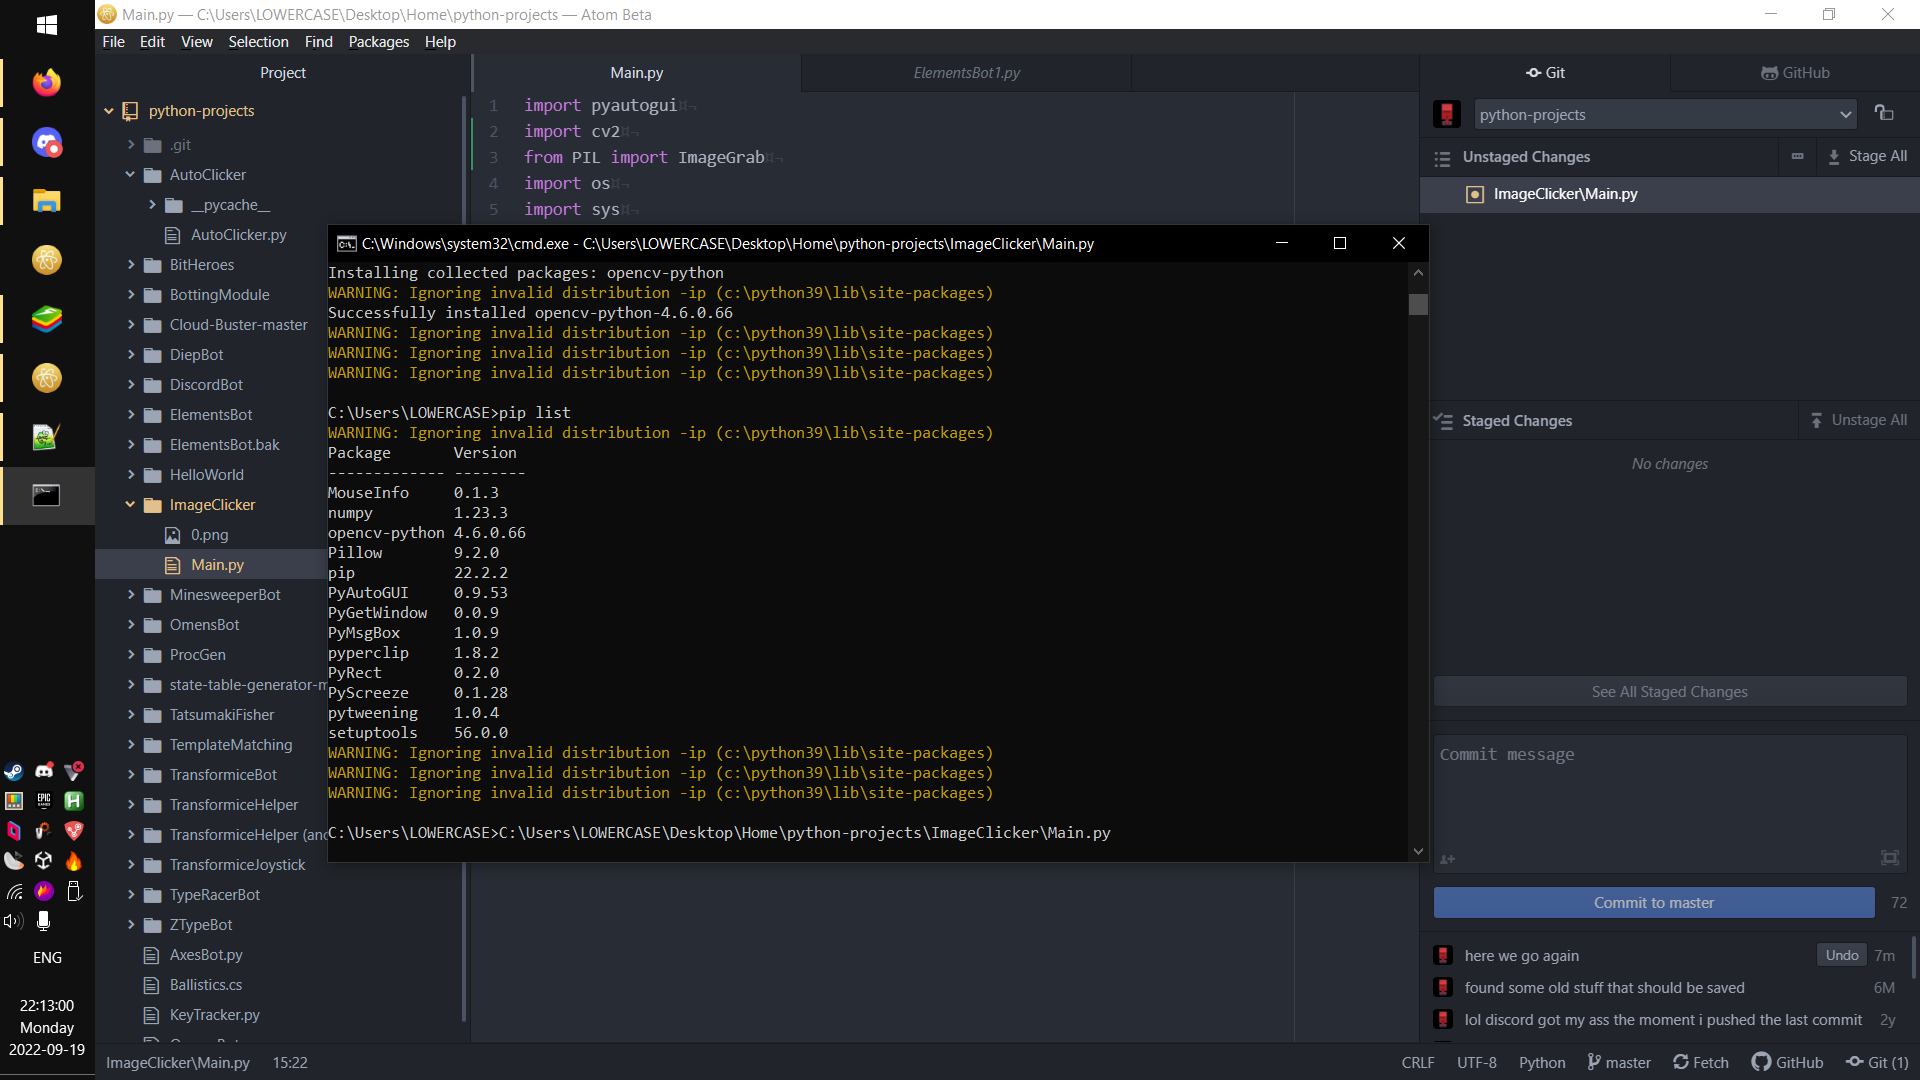 Main.py — C:\Users\LOWERCASE\Desktop\Home\python-projects — Atom Beta
File Edit View Selection Find Packages Help
Project
python-projects
.git
AutoClicker
__pycache__
AutoClicker.py
BitHeroes
BottingModule
Cloud-Buster-master
DiepBot
DiscordBot
ElementsBot
ElementsBot.bak
HelloWorld
ImageClicker
0.png
Main.py
MinesweeperBot
OmensBot
ProcGen
state-table-generator-m
TatsumakiFisher
TemplateMatching
TransformiceBot
TransformiceHelper
TransformiceHelper (anc
TransformiceJoystick
TypeRacerBot
ZTypeBot
AxesBot.py
Ballistics.cs
KeyTracker.py
Main.py
ElementsBot1.py
1 import pyautogui
2 import cv2
3 from PIL import ImageGrab
4 import os
5 import sys
C:\Windows\system32\cmd.exe - C:\Users\LOWERCASE\Desktop\Home\python-projects\ImageClicker\Main.py
Installing collected packages: opencv-python
WARNING: Ignoring invalid distribution -ip (c:\python39\lib\site-packages)
Successfully installed opencv-python-4.6.0.66
WARNING: Ignoring invalid distribution -ip (c:\python39\lib\site-packages)
WARNING: Ignoring invalid distribution -ip (c:\python39\lib\site-packages)
WARNING: Ignoring invalid distribution -ip (c:\python39\lib\site-packages)
C:\Users\LOWERCASE>pip list
WARNING: Ignoring invalid distribution -ip (c:\python39\lib\site-packages)
Package Version
------------- --------
MouseInfo 0.1.3
numpy 1.23.3
opencv-python 4.6.0.66
Pillow 9.2.0
pip 22.2.2
PyAutoGUI 0.9.53
PyGetWindow 0.0.9
PyMsgBox 1.0.9
pyperclip 1.8.2
PyRect 0.2.0
PyScreeze 0.1.28
pytweening 1.0.4
setuptools 56.0.0
WARNING: Ignoring invalid distribution -ip (c:\python39\lib\site-packages)
WARNING: Ignoring invalid distribution -ip (c:\python39\lib\site-packages)
WARNING: Ignoring invalid distribution -ip (c:\python39\lib\site-packages)
C:\Users\LOWERCASE>C:\Users\LOWERCASE\Desktop\Home\python-projects\ImageClicker\Main.py
Git
GitHub
python-projects
Unstaged Changes
Stage All
ImageClicker\Main.py
Staged Changes
Unstage All
No changes
See All Staged Changes
Commit message
Commit to master 72
here we go again Undo 7m
found some old stuff that should be saved 6M
lol discord got my ass the moment i pushed the last commit 2y
EPIC
ENG
22:13:00
Monday
2022-09-19
ImageClicker\Main.py 15:22
CRLF UTF-8 Python master Fetch GitHub Git (1)